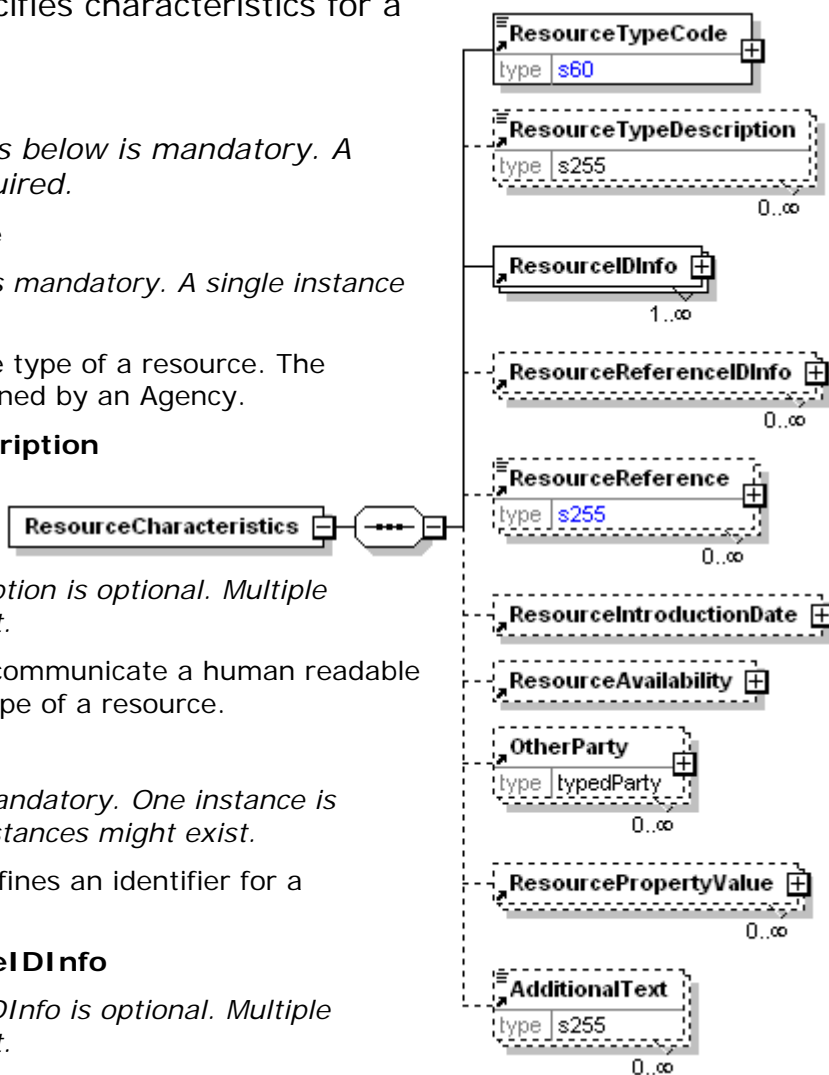 cifies characteristics for a
s below is mandatory. A
uired.
e
s mandatory. A single instance
e type of a resource. The
ned by an Agency.
ription
ption is optional. Multiple
t.
communicate a human readable
pe of a resource.
andatory. One instance is
stances might exist.
fines an identifier for a
eIDInfo
DInfo is optional. Multiple
t.
ResourceCharacteristics
ResourceTypeCode
type s60
ResourceTypeDescription
type s255
0..∞
ResourceIDInfo
1..∞
ResourceReferenceIDInfo
0..∞
ResourceReference
type s255
0..∞
ResourceIntroductionDate
ResourceAvailability
OtherParty
type typedParty
0..∞
ResourcePropertyValue
0..∞
AdditionalText
type s255
0..∞